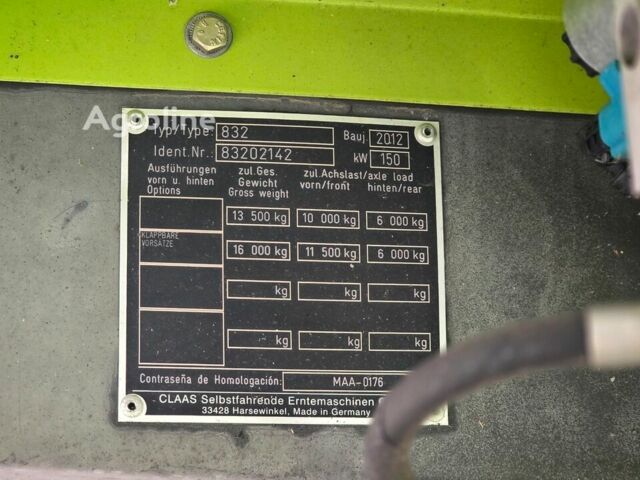 Agroline
Typ/Type: 832 Bauj. 2012
Ident.Nr.: 83202142 kW 150
Ausführungen zul. Ges. zul. Achslast/axle load
vorn u. hinten Gewicht vorn/front hinten/rear
Options Gross weight
13 500 kg 10 000 kg 6 000 kg
KLAPPBARE
VORSÄTZE
16 000 kg 11 500 kg 6 000 kg
kg kg kg
kg kg kg
Contraseña de Homologación: MAA-0176
CLAAS Selbstfahrende Erntemaschinen
33428 Harsewinkel, Made in Germany